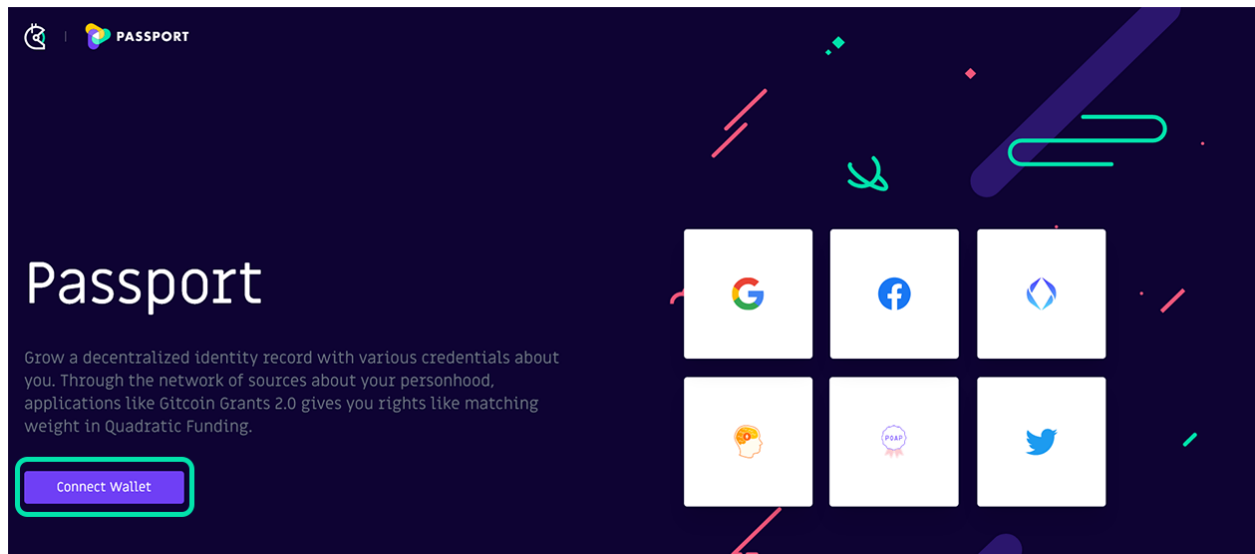 PASSPORT
Passport
Grow a decentralized identity record with various credentials about
you. Through the network of sources about your personhood,
applications like Gitcoin Grants 2.0 gives you rights like matching
weight in Quadratic Funding.
Connect Wallet
POAP